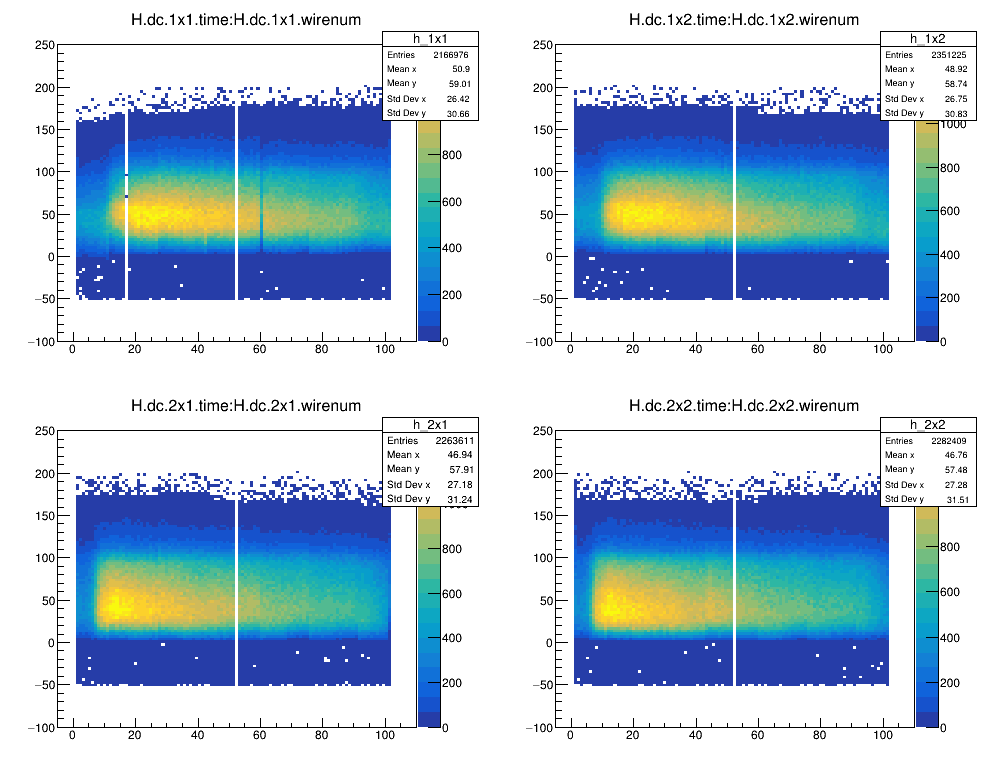 H.dc.1x1.time:H.dc.1x1.wirenum
h_1x1
Entries 2166976
Mean x 50.9
Mean y 59.01
Std Dev x 26.42
Std Dev y 30.66
250
200
150
100
50
0
−50
−100
0 20 40 60 80 100
800
600
400
200
0
H.dc.1x2.time:H.dc.1x2.wirenum
h_1x2
Entries 2351225
Mean x 48.92
Mean y 58.74
Std Dev x 26.75
Std Dev y 30.83
250
200
150
100
50
0
−50
−100
0 20 40 60 80 100
1000
800
600
400
200
0
H.dc.2x1.time:H.dc.2x1.wirenum
h_2x1
Entries 2263611
Mean x 46.94
Mean y 57.91
Std Dev x 27.18
Std Dev y 31.24
250
200
150
100
50
0
−50
−100
0 20 40 60 80 100
800
600
400
200
0
H.dc.2x2.time:H.dc.2x2.wirenum
h_2x2
Entries 2282409
Mean x 46.76
Mean y 57.48
Std Dev x 27.28
Std Dev y 31.51
250
200
150
100
50
0
−50
−100
0 20 40 60 80 100
800
600
400
200
0